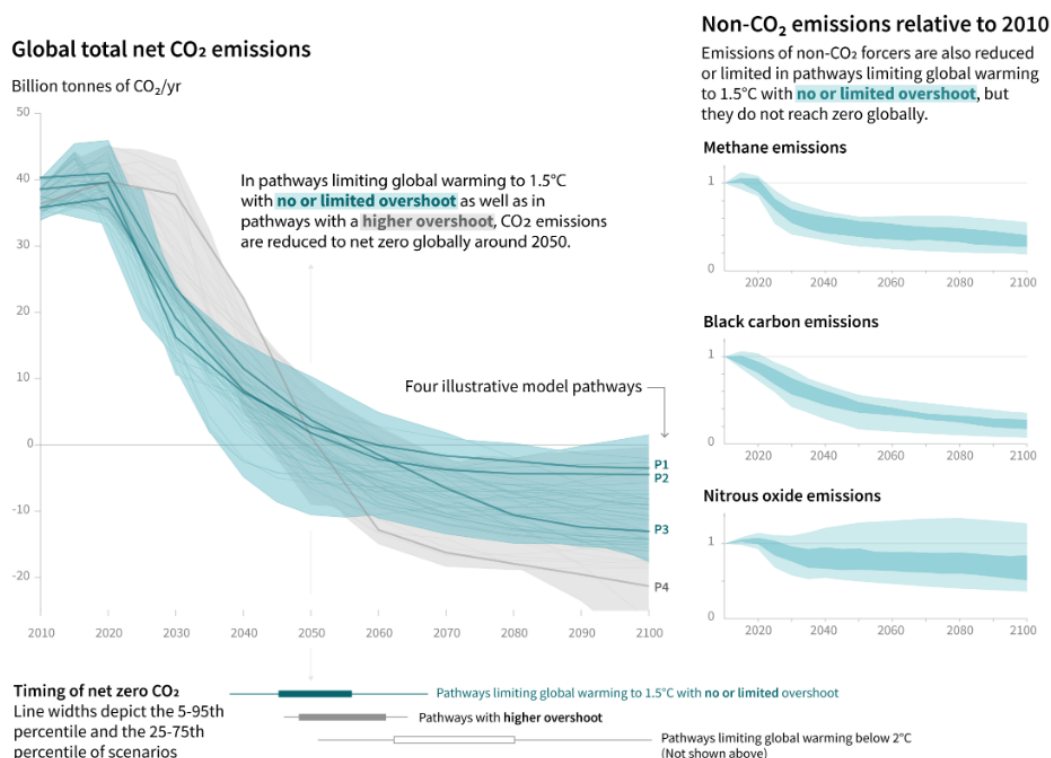 Global total net CO₂ emissions
Billion tonnes of CO₂/yr
50
40
30
20
10
0
-10
-20
2010 2020 2030 2040 2050 2060 2070 2080 2090 2100
In pathways limiting global warming to 1.5°C
with no or limited overshoot as well as in
pathways with a higher overshoot, CO₂ emissions
are reduced to net zero globally around 2050.
Four illustrative model pathways
P1
P2
P3
P4
Timing of net zero CO₂
Line widths depict the 5-95th
percentile and the 25-75th
percentile of scenarios
Pathways limiting global warming to 1.5°C with no or limited overshoot
Pathways with higher overshoot
Pathways limiting global warming below 2°C
(Not shown above)
Non-CO₂ emissions relative to 2010
Emissions of non-CO₂ forcers are also reduced
or limited in pathways limiting global warming
to 1.5°C with no or limited overshoot, but
they do not reach zero globally.
Methane emissions
1
0
2020 2040 2060 2080 2100
Black carbon emissions
1
0
2020 2040 2060 2080 2100
Nitrous oxide emissions
1
0
2020 2040 2060 2080 2100